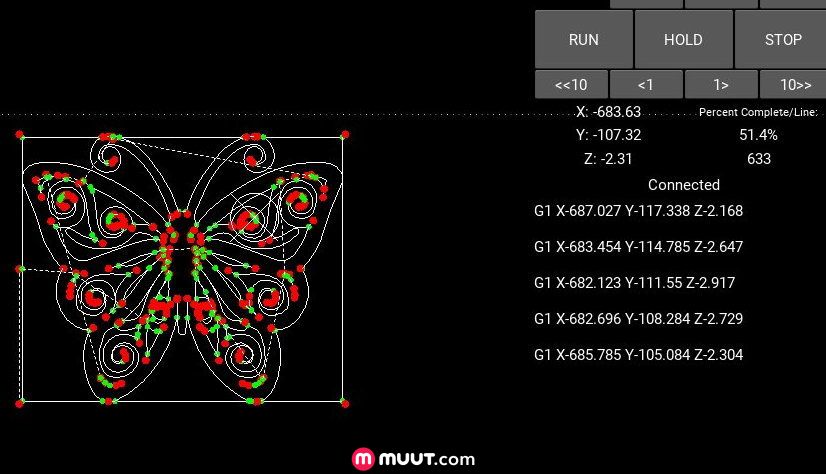 RUN HOLD STOP
<<10 <1 1> 10>>
X: -683.63 Percent Complete/Line:
Y: -107.32 51.4%
Z: -2.31 633
Connected
G1 X-687.027 Y-117.338 Z-2.168
G1 X-683.454 Y-114.785 Z-2.647
G1 X-682.123 Y-111.55 Z-2.917
G1 X-682.696 Y-108.284 Z-2.729
G1 X-685.785 Y-105.084 Z-2.304
MUUT.com